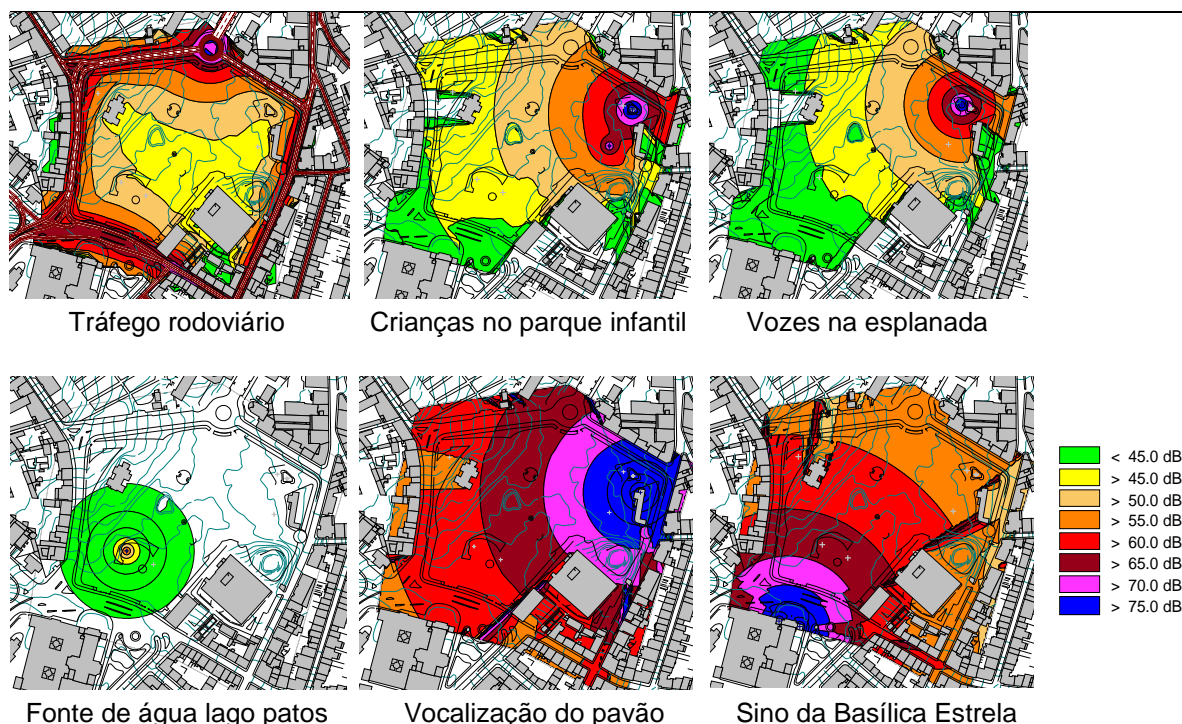 Tráfego rodoviário
Crianças no parque infantil
Vozes na esplanada
Fonte de água lago patos
Vocalização do pavão
Sino da Basílica Estrela
< 45.0 dB
> 45.0 dB
> 50.0 dB
> 55.0 dB
> 60.0 dB
> 65.0 dB
> 70.0 dB
> 75.0 dB